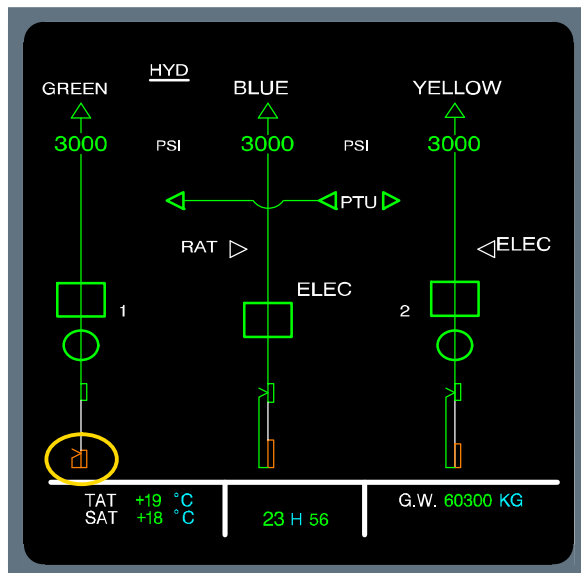 HYD
GREEN BLUE YELLOW
3000 PSI 3000 PSI 3000
PTU
RAT ELEC
ELEC
1 2
TAT +19 °C G.W. 60300 KG
SAT +18 °C 23 H 56